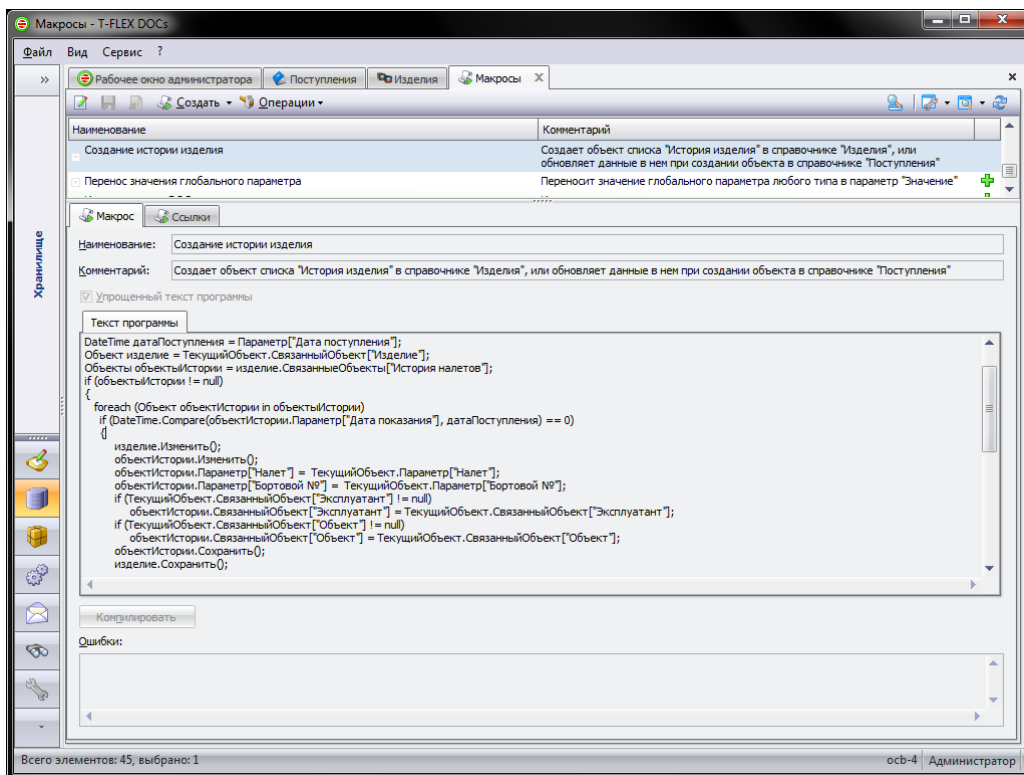 Макросы - T-FLEX DOCs
Файл Вид Сервис ?
» Рабочее окно администратора Поступления Изделия Макросы
Создать Операции
Наименование Комментарий
Создание истории изделия Создает объект списка "История изделия" в справочнике "Изделия", или
обновляет данные в нем при создании объекта в справочнике "Поступления"
Перенос значения глобального параметра Переносит значение глобального параметра любого типа в параметр "Значение"
Хранилище
Макрос Ссылки
Наименование: Создание истории изделия
Комментарий: Создает объект списка "История изделия" в справочнике "Изделия", или обновляет данные в нем при создании объекта в справочнике "Поступления"
Упрощенный текст программы
Текст программы
DateTime датаПоступления = Параметр["Дата поступления"];
Объект изделие = ТекущийОбъект.СвязанныйОбъект["Изделие"];
Объекты объектыИстории = изделие.СвязанныеОбъекты["История налетов"];
if (объектыИстории != null)
{
foreach (Объект объектИстории in объектыИстории)
if (DateTime.Compare(объектИстории.Параметр["Дата показания"], датаПоступления) == 0)
{
изделие.Изменить();
объектИстории.Изменить();
объектИстории.Параметр["Налет"] = ТекущийОбъект.Параметр["Налет"];
объектИстории.Параметр["Бортовой №"] = ТекущийОбъект.Параметр["Бортовой №"];
if (ТекущийОбъект.СвязанныйОбъект["Эксплуатант"] != null)
объектИстории.СвязанныйОбъект["Эксплуатант"] = ТекущийОбъект.СвязанныйОбъект["Эксплуатант"];
if (ТекущийОбъект.СвязанныйОбъект["Объект"] != null)
объектИстории.СвязанныйОбъект["Объект"] = ТекущийОбъект.СвязанныйОбъект["Объект"];
объектИстории.Сохранить();
изделие.Сохранить();
Компилировать
Ошибки:
Всего элементов: 45, выбрано: 1 ocb-4 Администратор